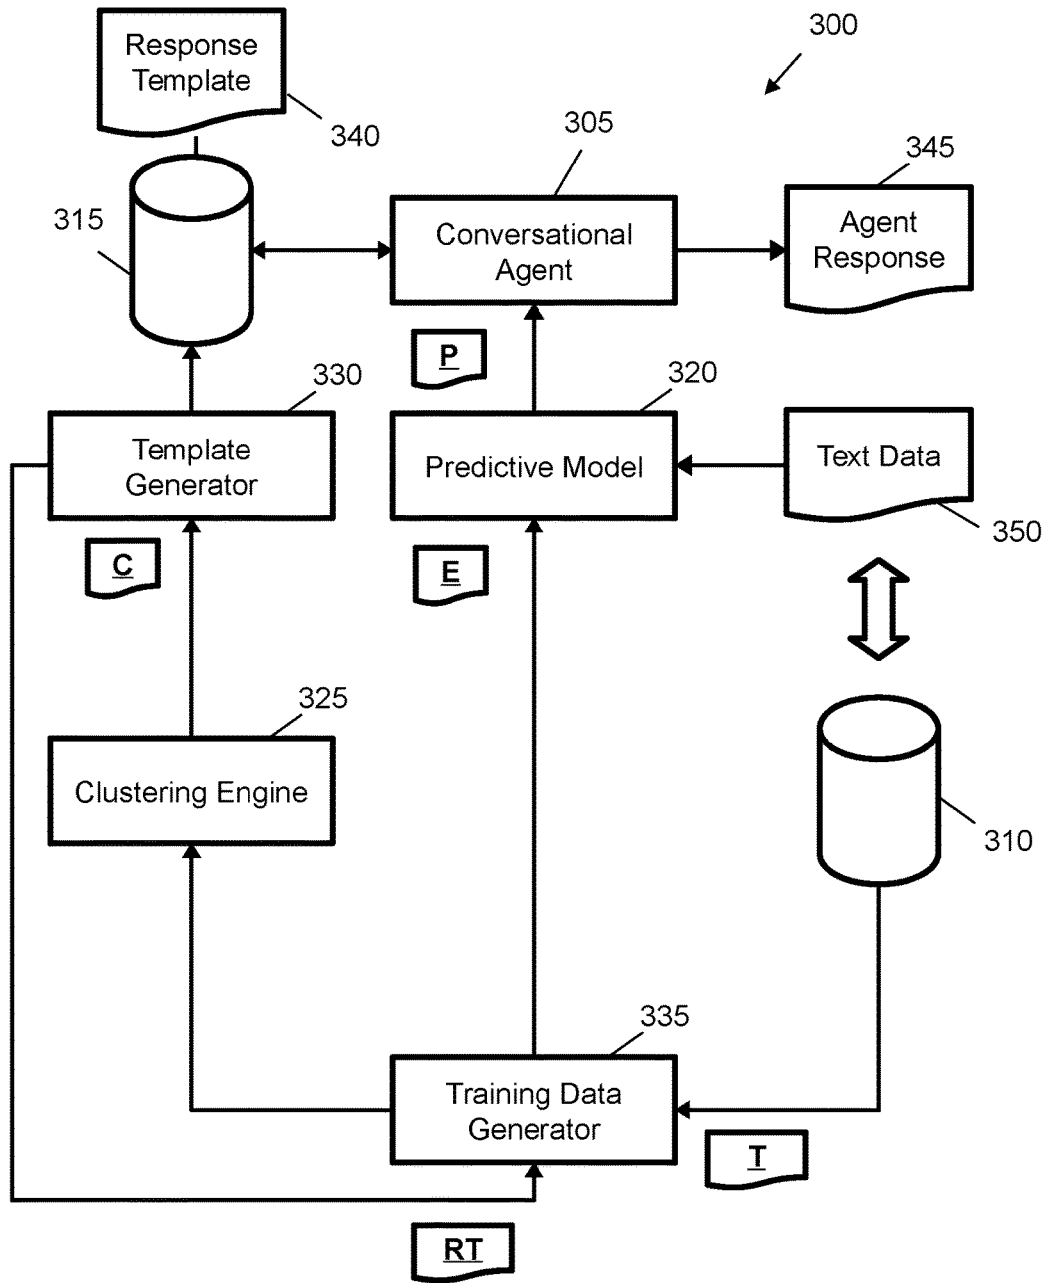 300
Response
Template
340
305
345
315
Conversational
Agent
Agent
Response
P
330
320
Template
Generator
Predictive Model
Text Data
350
C
E
325
Clustering Engine
310
335
Training Data
Generator
T
RT